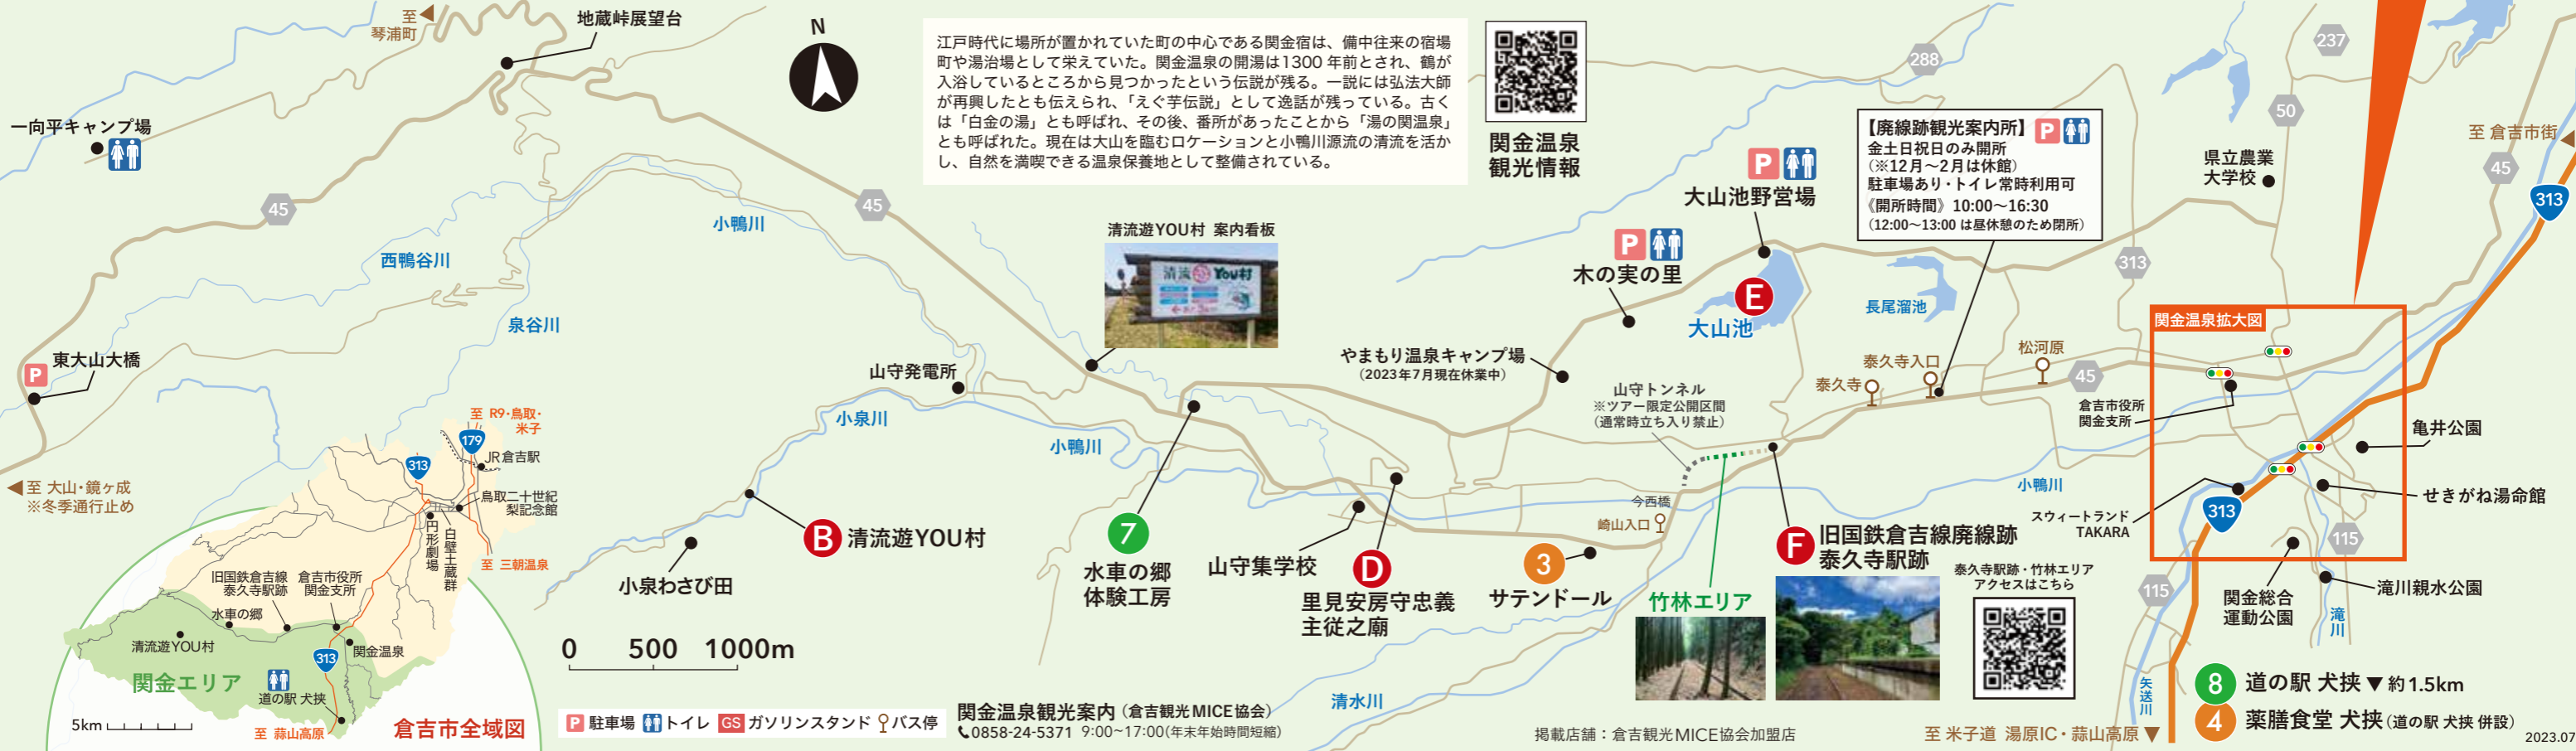 至
琴浦町
地蔵峠展望台
N
江戸時代に場所が置かれていた町の中心である関金宿は、備中往来の宿場
町や湯治場として栄えていた。関金温泉の開湯は1300 年前とされ、鶴が
入浴しているところから見つかったという伝説が残る。一説には弘法大師
が再興したとも伝えられ、「えぐ芋伝説」として逸話が残っている。古く
は「白金の湯」とも呼ばれ、その後、番所があったことから「湯の関温泉」
とも呼ばれた。現在は大山を臨むロケーションと小鴨川源流の清流を活か
し、自然を満喫できる温泉保養地として整備されている。
関金温泉
観光情報
288
237
50
一向平キャンプ場
45
45
小鴨川
西鴨谷川
泉谷川
P
東大山大橋
至 大山・鏡ヶ成
※冬季通行止め
清流遊YOU村 案内看板
清流 YOU村
P
大山池野営場
P
木の実の里
E
大山池
【廃線跡観光案内所】 P
金土日祝日のみ開所
(※12月〜2月は休館)
駐車場あり・トイレ常時利用可
《開所時間》10:00〜16:30
(12:00〜13:00 は昼休憩のため閉所)
県立農業
大学校
至 倉吉市街
45
313
313
長尾溜池
関金温泉拡大図
山守発電所
小泉川
小鴨川
やまもり温泉キャンプ場
(2023年7月現在休業中)
山守トンネル
※ツアー限定公開区間
(通常時立ち入り禁止)
泰久寺
泰久寺入口
松河原
45
倉吉市役所
関金支所
亀井公園
せきがね湯命館
小鴨川
スウィートランド
TAKARA
313
115
115
関金総合
運動公園
滝川親水公園
滝川
矢送川
B 清流遊YOU村
小泉わさび田
7
水車の郷
体験工房
山守集学校
D
里見安房守忠義
主従之廟
3
サテンドール
今西橋
崎山入口
竹林エリア
F
旧国鉄倉吉線廃線跡
泰久寺駅跡
泰久寺駅跡・竹林エリア
アクセスはこちら
清水川
0 500 1000m
至 R9・鳥取・
米子
179
313
JR倉吉駅
鳥取二十世紀
梨記念館
円形劇場
白壁土蔵群
至 三朝温泉
旧国鉄倉吉線
泰久寺駅跡
倉吉市役所
関金支所
水車の郷
清流遊YOU村
313
関金温泉
関金エリア
道の駅 犬挟
5km
至 蒜山高原
倉吉市全域図
P 駐車場 トイレ GS ガソリンスタンド バス停
関金温泉観光案内(倉吉観光MICE協会)
0858-24-5371 9:00~17:00(年末年始時間短縮)
掲載店舗：倉吉観光MICE協会加盟店
至 米子道 湯原IC・蒜山高原
8 道の駅 犬挟▼約1.5km
4 薬膳食堂 犬挟(道の駅 犬挟 併設)
2023.07